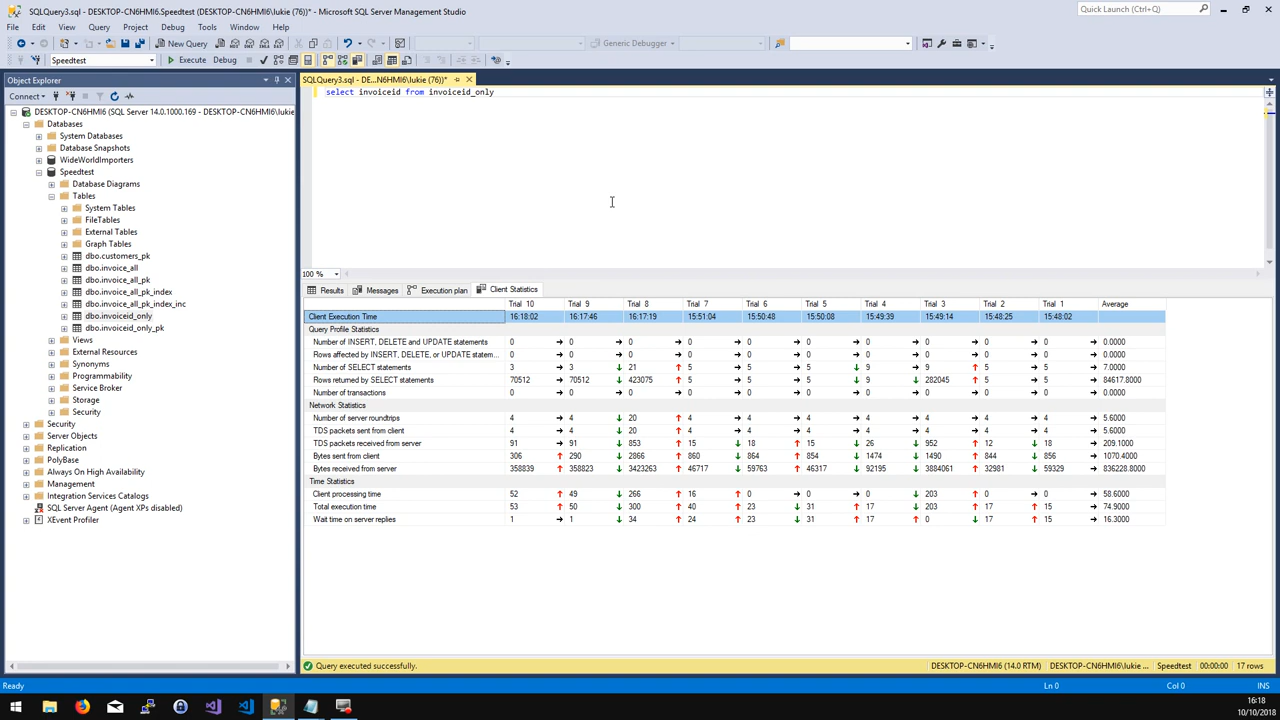 SQLQuery3.sql - DESKTOP-CN6HMI6.Speedtest (DESKTOP-CN6HMI6\lukie (76))* - Microsoft SQL Server Management Studio
Quick Launch (Ctrl+Q)
File Edit View Query Project Debug Tools Window Help
New Query Generic Debugger
Speedtest Execute Debug
Object Explorer
SQLQuery3.sql - DE...N6HMI6\lukie (76))*
Connect
select invoiceid from invoiceid_only
DESKTOP-CN6HMI6 (SQL Server 14.0.1000.169 - DESKTOP-CN6HMI6\lukie
Databases
System Databases
Database Snapshots
WideWorldImporters
Speedtest
Database Diagrams
Tables
System Tables
FileTables
External Tables
Graph Tables
dbo.customers_pk
dbo.invoice_all
dbo.invoice_all_pk
dbo.invoice_all_pk_index
dbo.invoice_all_pk_index_inc
dbo.invoiceid_only
dbo.invoiceid_only_pk
Views
External Resources
Synonyms
Programmability
Service Broker
Storage
Security
Security
Server Objects
Replication
PolyBase
Always On High Availability
Management
Integration Services Catalogs
SQL Server Agent (Agent XPs disabled)
XEvent Profiler
100 %
Results Messages Execution plan Client Statistics
Trial 10 Trial 9 Trial 8 Trial 7 Trial 6 Trial 5 Trial 4 Trial 3 Trial 2 Trial 1 Average
Client Execution Time 16:18:02 16:17:46 16:17:19 15:51:04 15:50:48 15:50:08 15:49:39 15:49:14 15:48:25 15:48:02
Query Profile Statistics
Number of INSERT, DELETE and UPDATE statements 0 → 0 → 0 → 0 → 0 → 0 → 0 → 0 → 0 → 0 → 0.0000
Rows affected by INSERT, DELETE, or UPDATE statem... 0 → 0 → 0 → 0 → 0 → 0 → 0 → 0 → 0 → 0 → 0.0000
Number of SELECT statements 3 → 3 ↓ 21 ↑ 5 → 5 → 5 ↓ 9 → 9 ↑ 5 → 5 → 7.0000
Rows returned by SELECT statements 70512 → 70512 ↓ 423075 ↑ 5 → 5 → 5 ↓ 9 ↓ 282045 ↑ 5 → 5 → 84617.8000
Number of transactions 0 → 0 → 0 → 0 → 0 → 0 → 0 → 0 → 0 → 0 → 0.0000
Network Statistics
Number of server roundtrips 4 → 4 ↓ 20 ↑ 4 → 4 → 4 → 4 → 4 → 4 → 4 → 5.6000
TDS packets sent from client 4 → 4 ↓ 20 ↑ 4 → 4 → 4 → 4 → 4 → 4 → 4 → 5.6000
TDS packets received from server 91 → 91 ↓ 853 ↑ 15 ↓ 18 ↑ 15 ↓ 26 ↓ 952 ↑ 12 ↓ 18 → 209.1000
Bytes sent from client 306 ↑ 290 ↓ 2866 ↑ 860 ↓ 864 ↑ 854 ↓ 1474 ↓ 1490 ↑ 844 ↓ 856 → 1070.4000
Bytes received from server 358839 ↑ 358823 ↓ 3423263 ↑ 46717 ↓ 59763 ↑ 46317 ↓ 92195 ↓ 3884061 ↑ 32981 ↓ 59329 → 836228.8000
Time Statistics
Client processing time 52 ↑ 49 ↓ 266 ↑ 16 ↑ 0 → 0 → 0 ↓ 203 ↑ 0 → 0 → 58.6000
Total execution time 53 ↑ 50 ↓ 300 ↑ 40 ↑ 23 ↓ 31 ↑ 17 ↓ 203 ↑ 17 ↑ 15 → 74.9000
Wait time on server replies 1 → 1 ↓ 34 ↑ 24 ↑ 23 ↓ 31 ↑ 17 ↑ 0 ↓ 17 ↑ 15 → 16.3000
Query executed successfully. DESKTOP-CN6HMI6 (14.0 RTM) DESKTOP-CN6HMI6\lukie ... Speedtest 00:00:00 17 rows
Ready Ln 0 Col 0 INS
16:18
10/10/2018